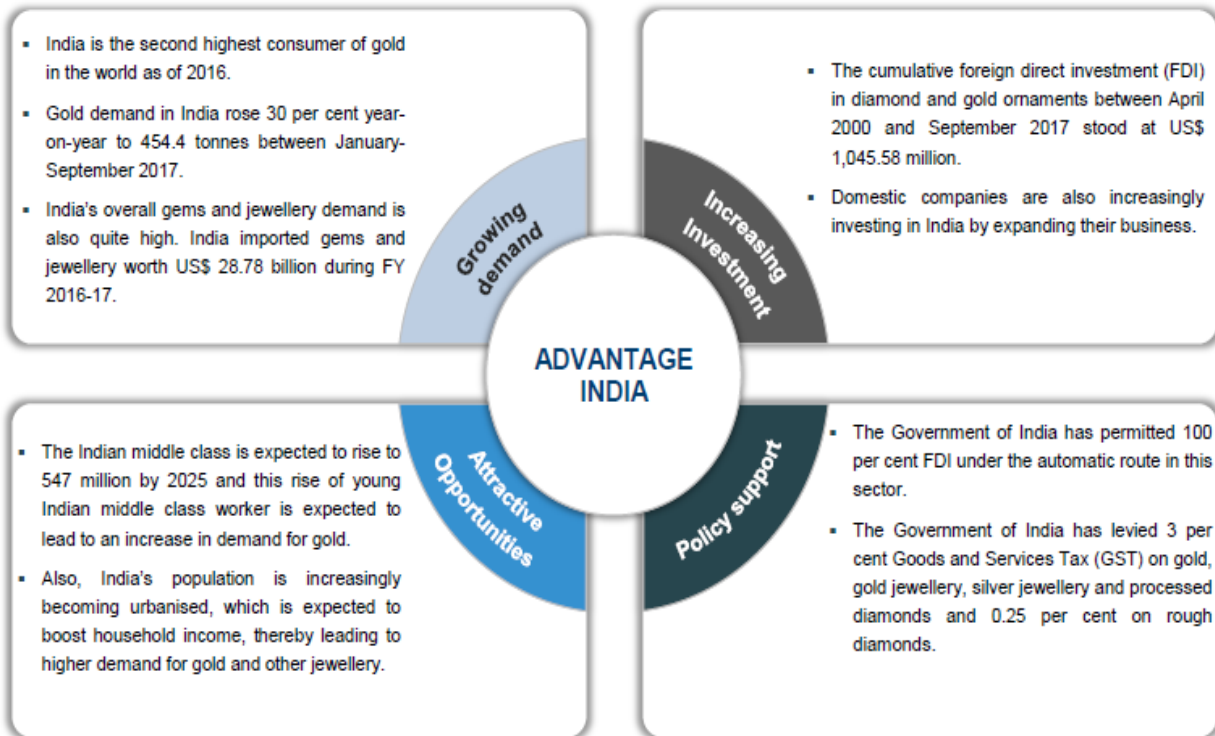 ▪ India is the second highest consumer of gold
in the world as of 2016.
▪ Gold demand in India rose 30 per cent year-
on-year to 454.4 tonnes between January-
September 2017.
▪ India's overall gems and jewellery demand is
also quite high. India imported gems and
jewellery worth US$ 28.78 billion during FY
2016-17.
Growing
demand
▪ The cumulative foreign direct investment (FDI)
in diamond and gold ornaments between April
2000 and September 2017 stood at US$
1,045.58 million.
▪ Domestic companies are also increasingly
investing in India by expanding their business.
Increasing
Investment
ADVANTAGE
INDIA
▪ The Indian middle class is expected to rise to
547 million by 2025 and this rise of young
Indian middle class worker is expected to
lead to an increase in demand for gold.
▪ Also, India's population is increasingly
becoming urbanised, which is expected to
boost household income, thereby leading to
higher demand for gold and other jewellery.
Attractive
Opportunities
▪ The Government of India has permitted 100
per cent FDI under the automatic route in this
sector.
▪ The Government of India has levied 3 per
cent Goods and Services Tax (GST) on gold,
gold jewellery, silver jewellery and processed
diamonds and 0.25 per cent on rough
diamonds.
Policy support